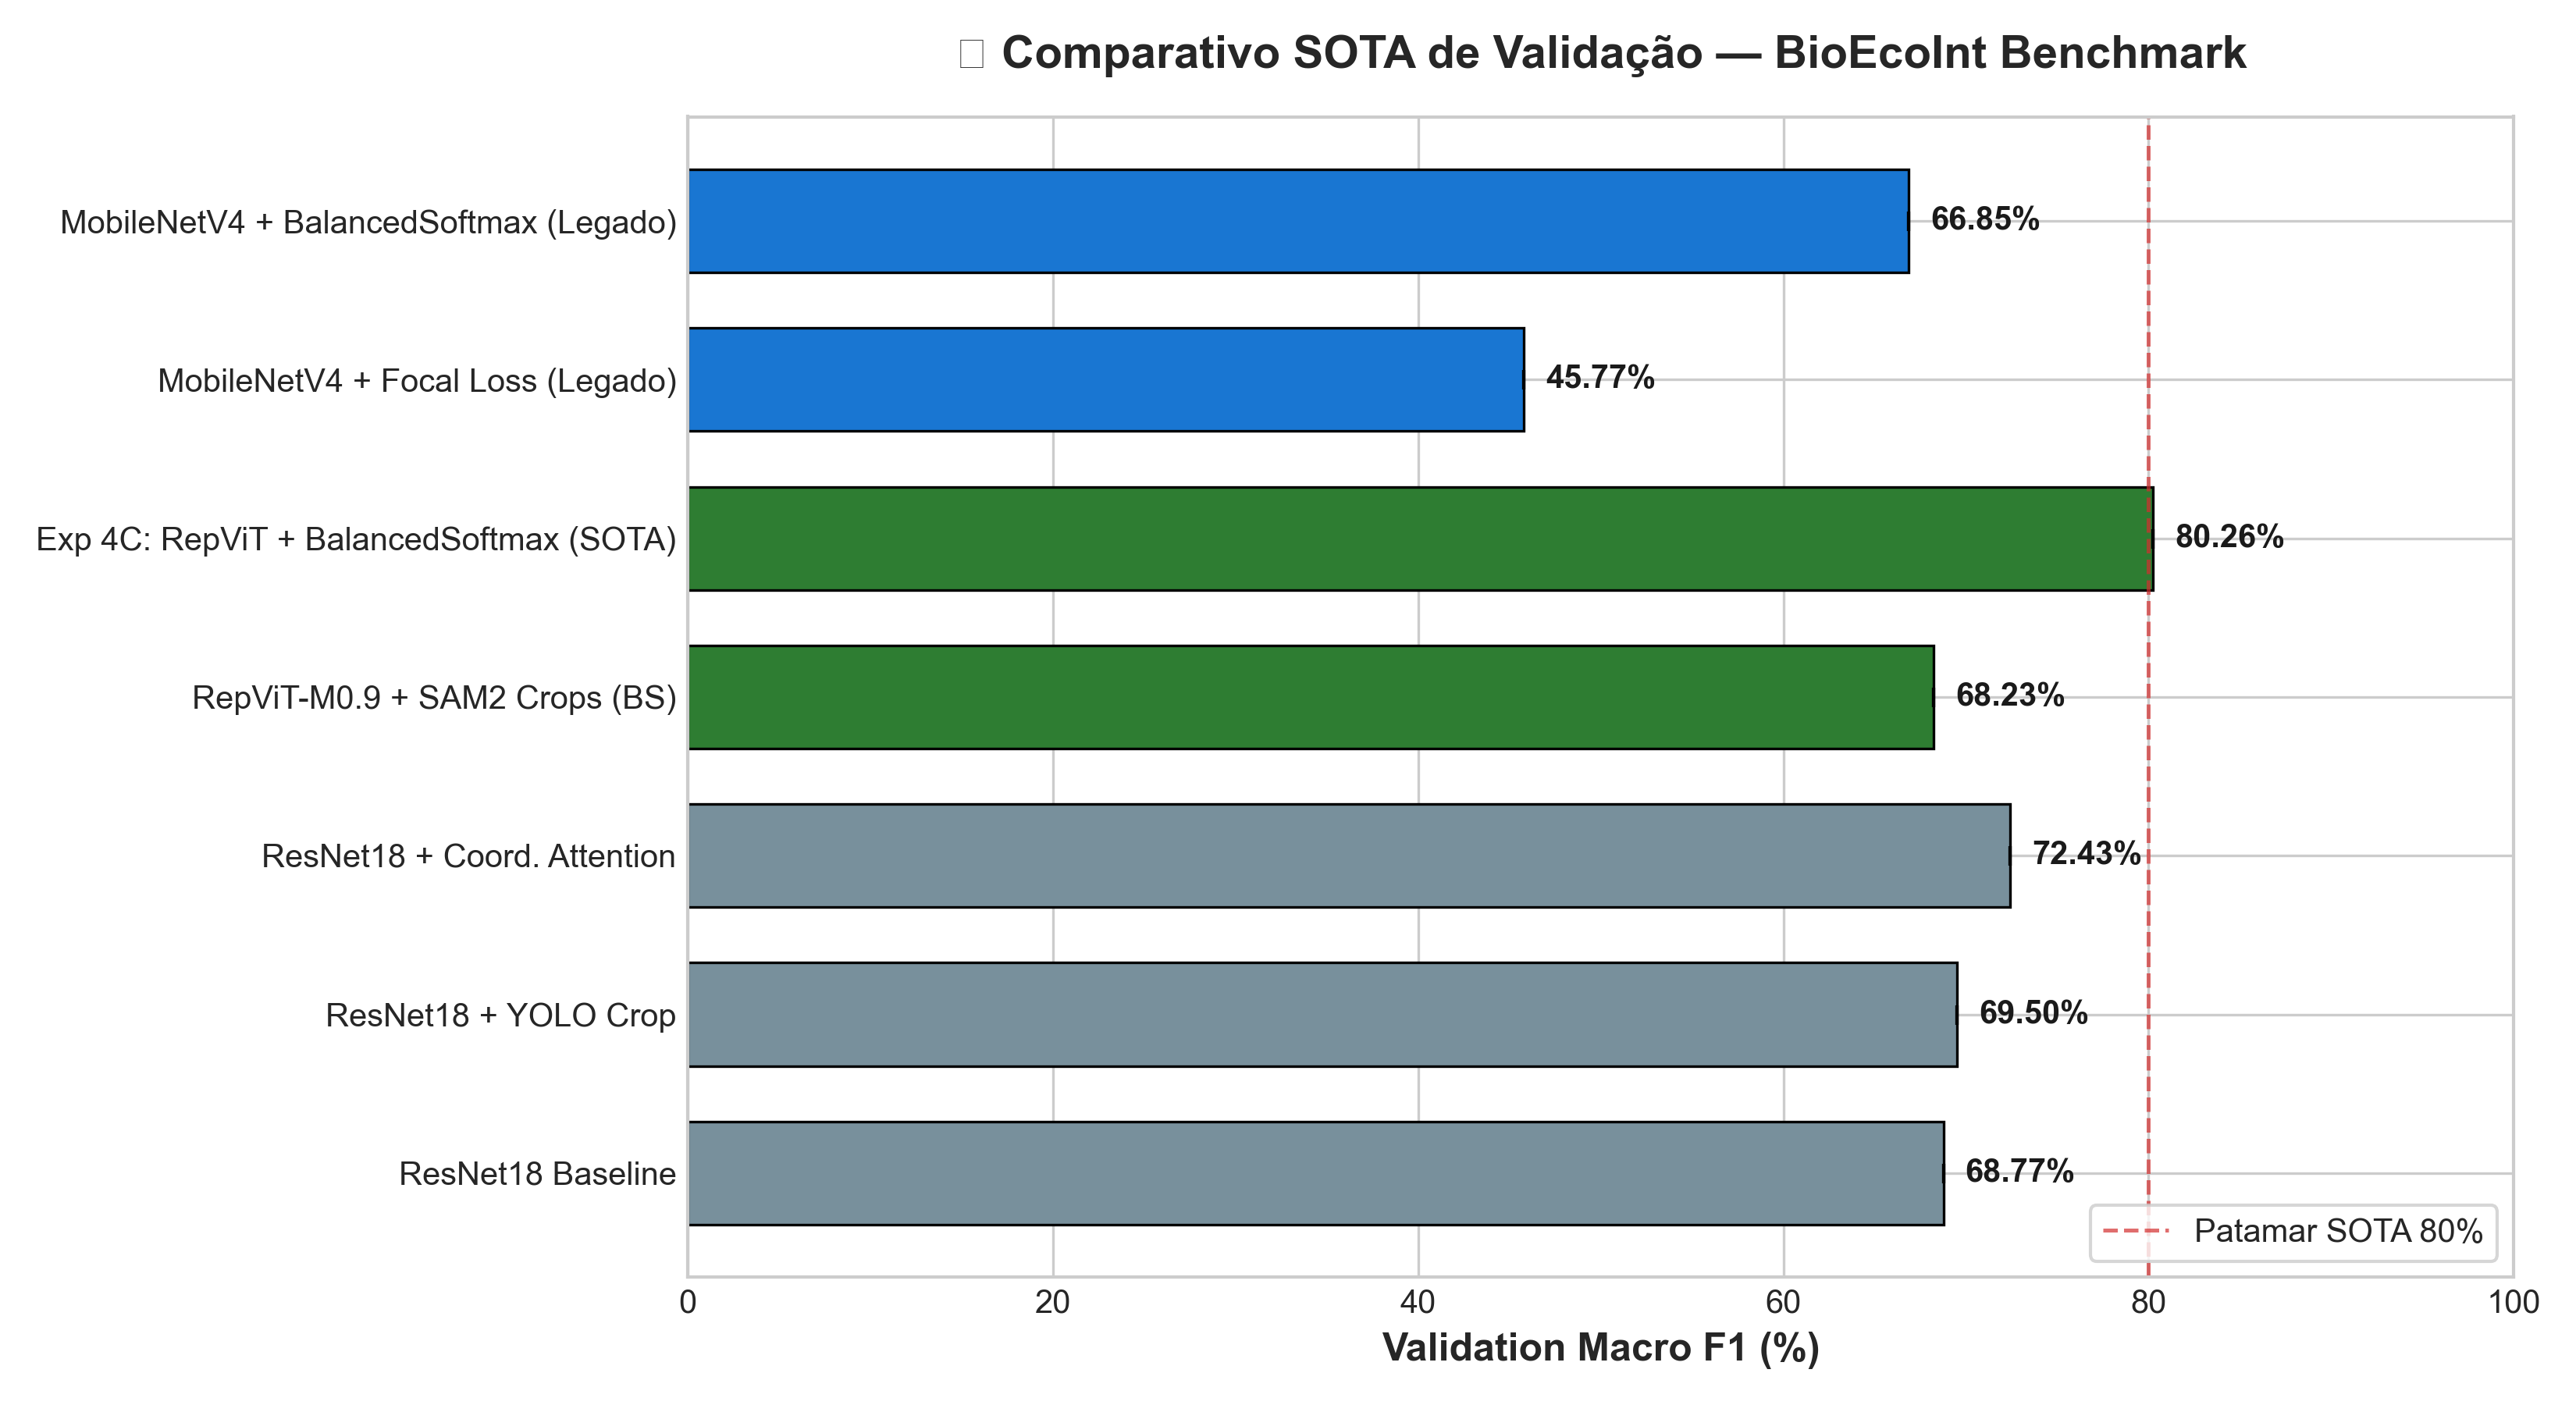 Comparativo SOTA de Validação — BioEcoInt Benchmark
MobileNetV4 + BalancedSoftmax (Legado)
66.85%
MobileNetV4 + Focal Loss (Legado)
45.77%
Exp 4C: RepViT + BalancedSoftmax (SOTA)
80.26%
RepViT-M0.9 + SAM2 Crops (BS)
68.23%
ResNet18 + Coord. Attention
72.43%
ResNet18 + YOLO Crop
69.50%
ResNet18 Baseline
68.77%
Patamar SOTA 80%
0 20 40 60 80 100
Validation Macro F1 (%)